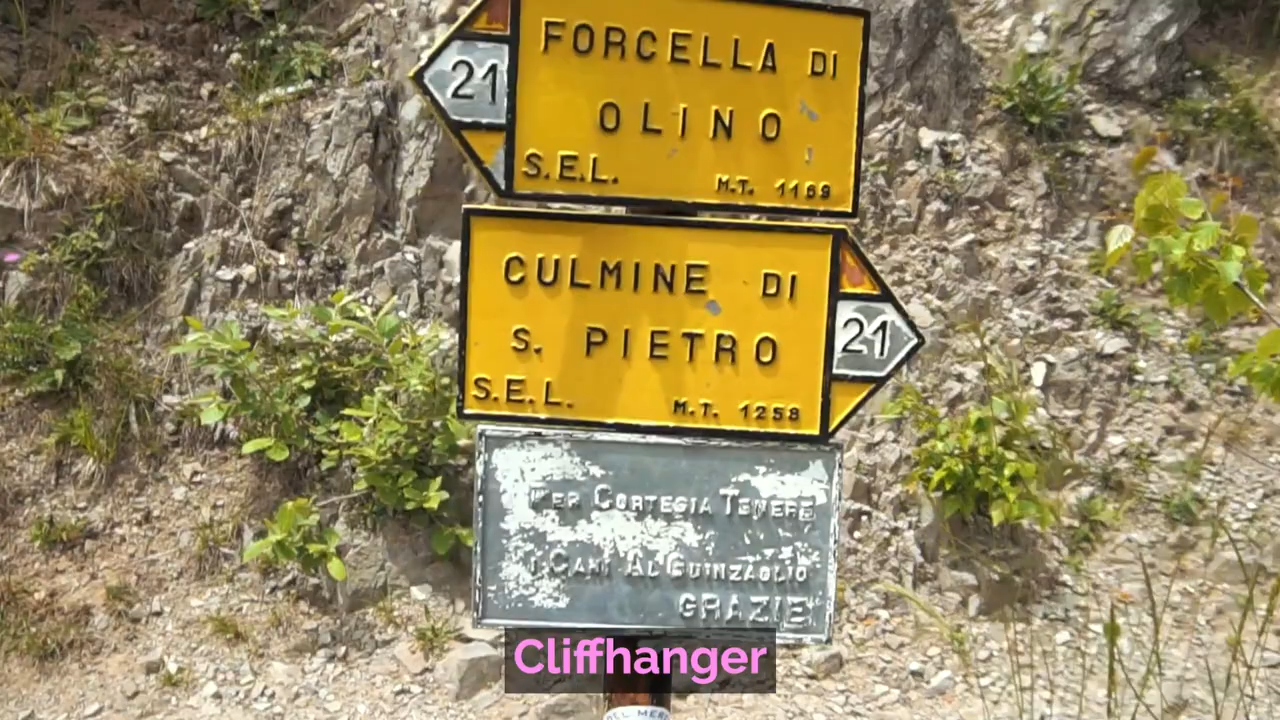 21
FORCELLA DI
OLINO
S.E.L. M.T. 1169
CULMINE DI
S. PIETRO
21
S.E.L. M.T. 1258
PER CORTESIA TENERE
I CANI AL GUINZAGLIO
GRAZIE
Cliffhanger